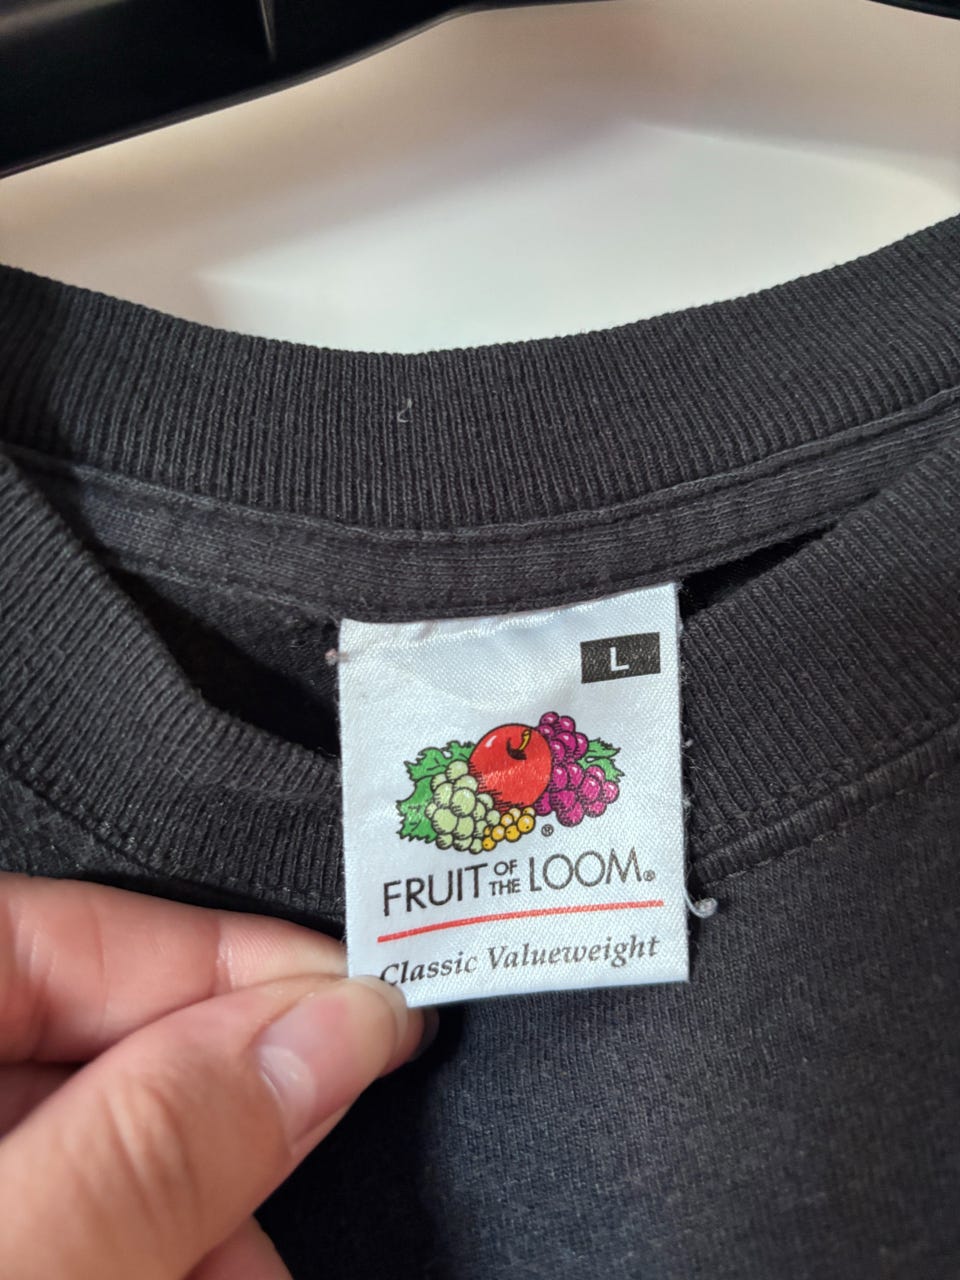 L
®
FRUIT OF THE LOOM®
Classic Valueweight